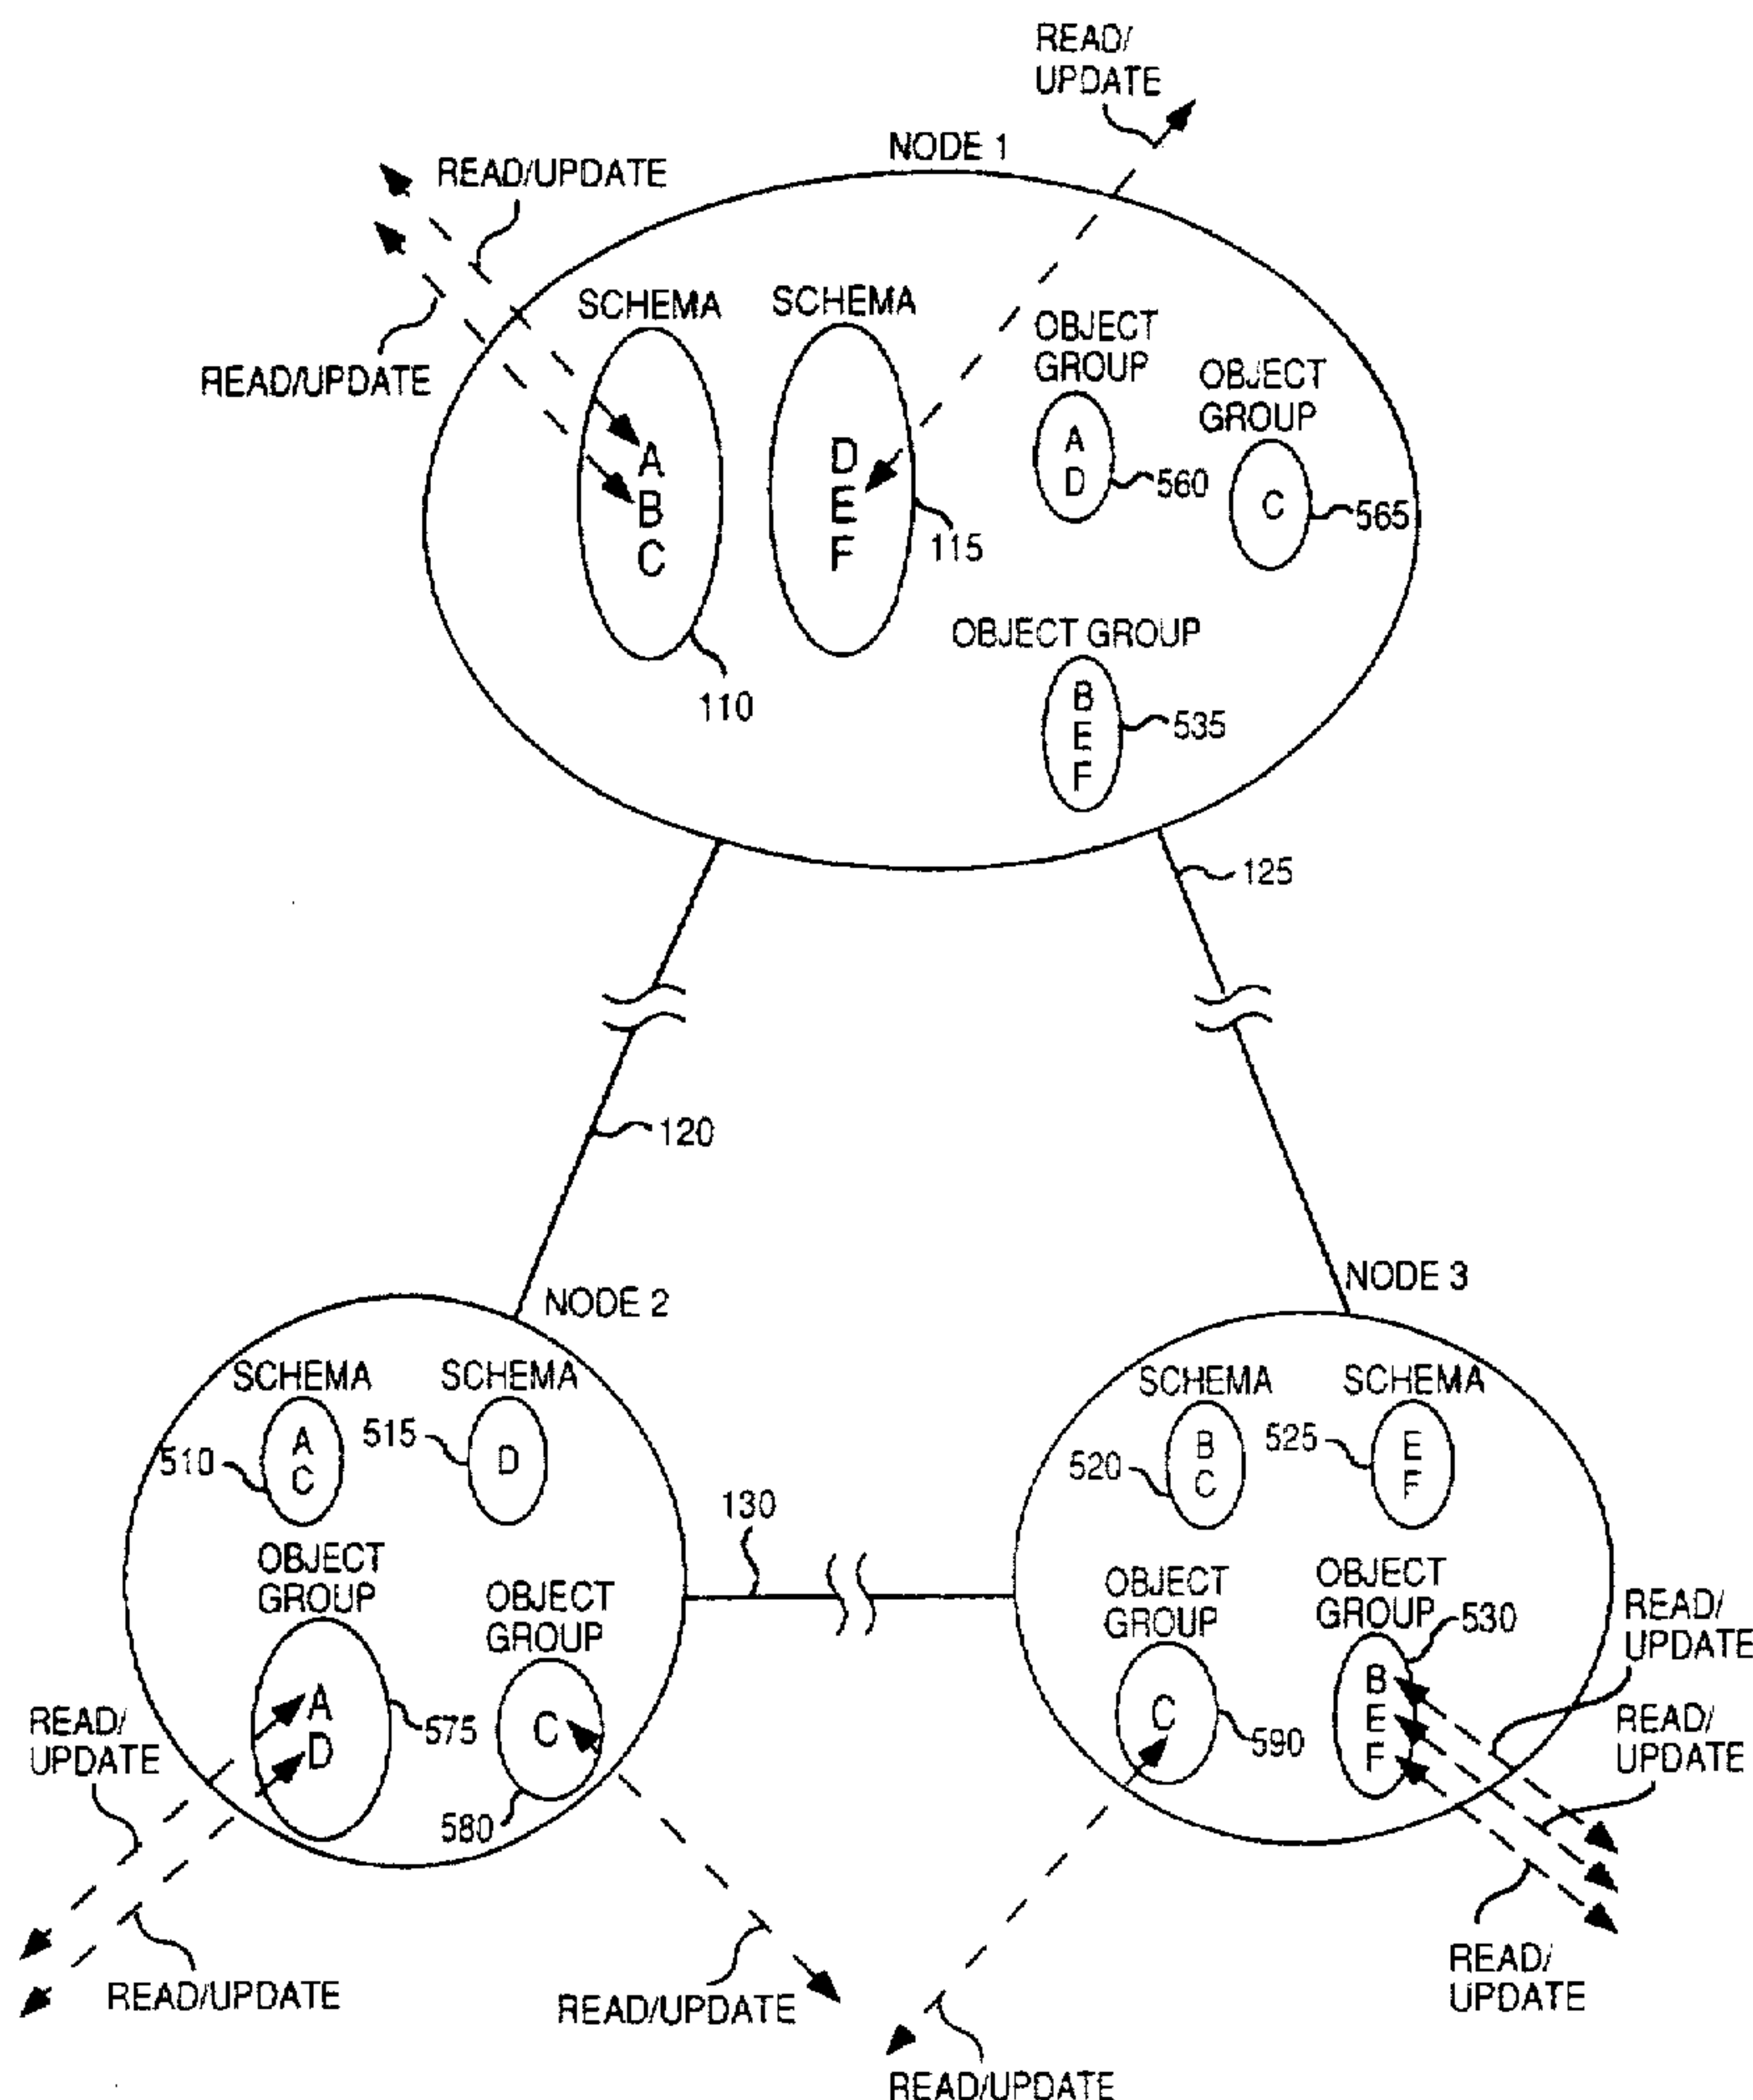 READ/
UPDATE
NODE 1
READ/UPDATE
READ/UPDATE
SCHEMA
A
B
C
110
SCHEMA
D
E
F
115
OBJECT
GROUP
A
D
560
OBJECT
GROUP
C
565
OBJECT GROUP
B
E
F
535
125
120
NODE 2
SCHEMA
A
C
510
SCHEMA
D
515
OBJECT
GROUP
A
D
575
OBJECT
GROUP
C
580
READ/
UPDATE
READ/UPDATE
READ/UPDATE
130
NODE 3
SCHEMA
B
C
520
SCHEMA
E
F
525
OBJECT
GROUP
C
590
OBJECT
GROUP
B
E
F
530
READ/
UPDATE
READ/
UPDATE
READ/
UPDATE
READ/UPDATE